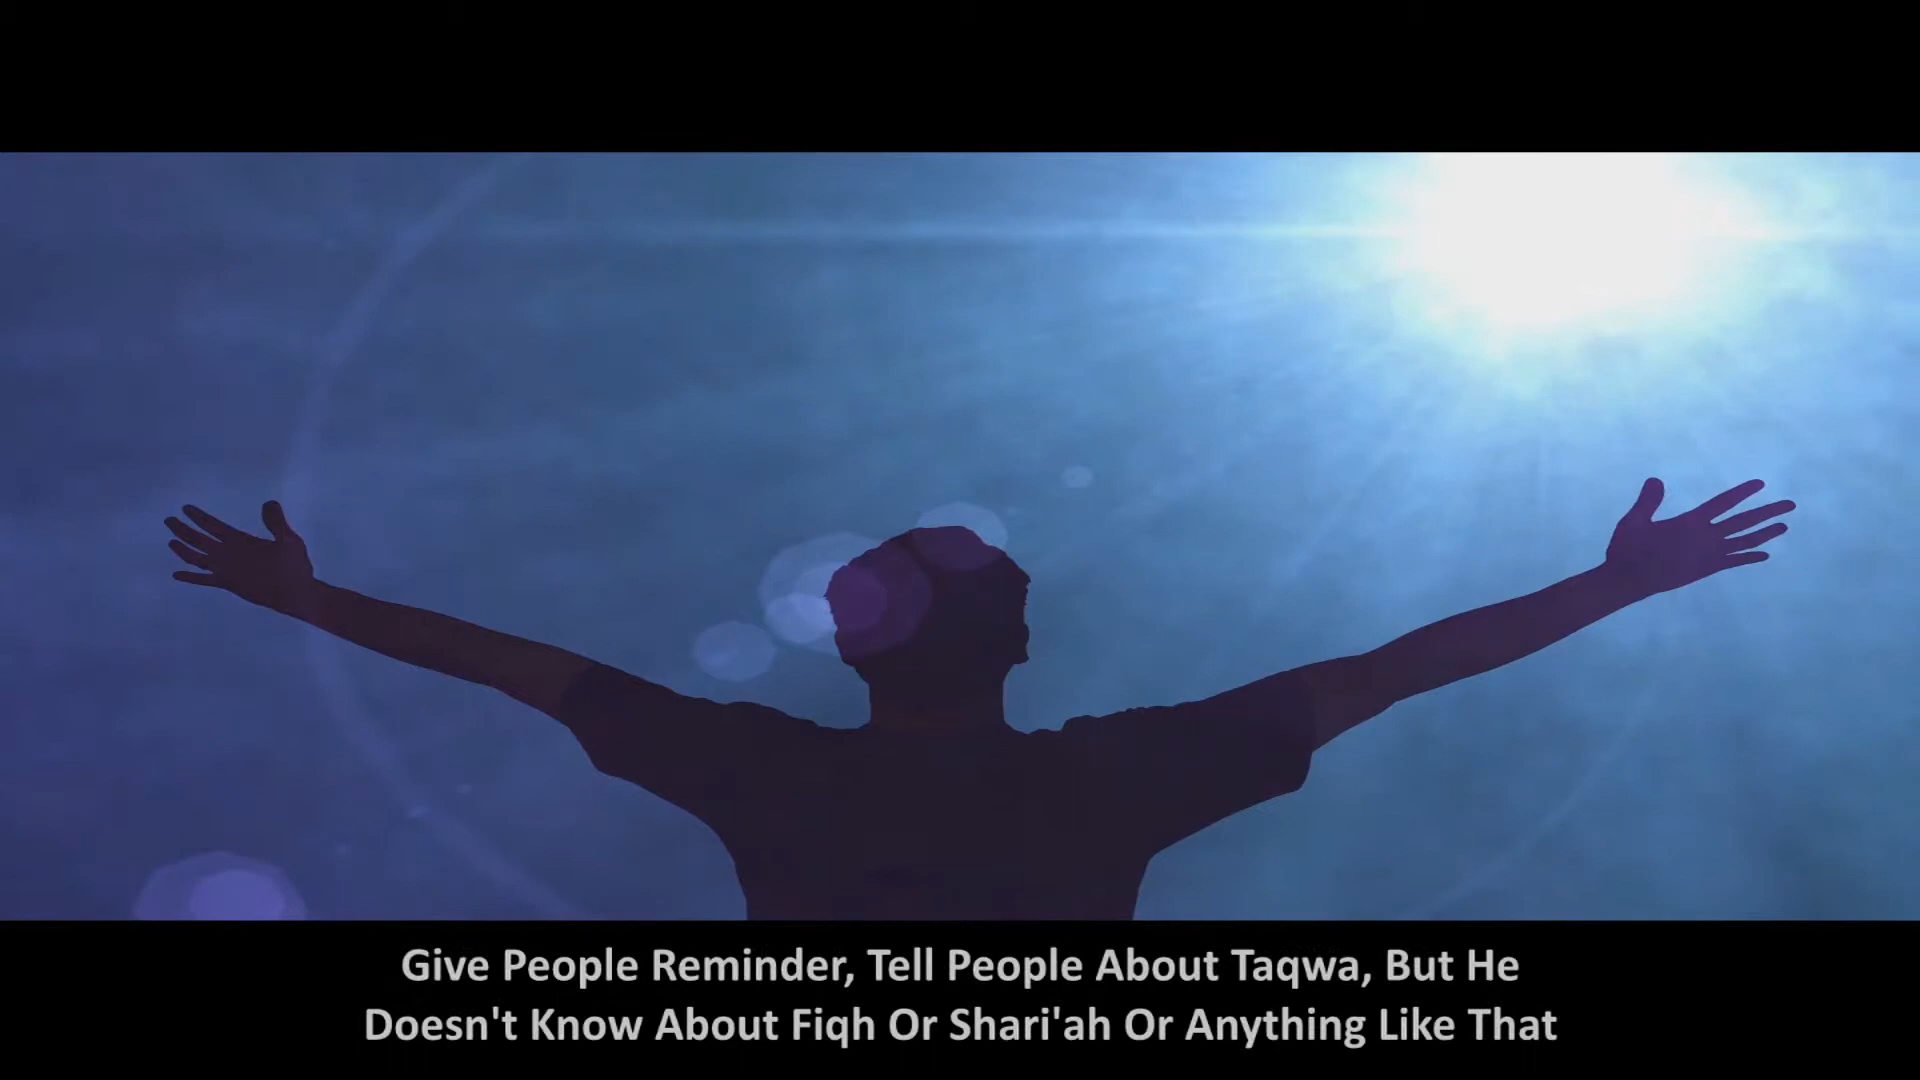 Give People Reminder, Tell People About Taqwa, But He
Doesn't Know About Fiqh Or Shari'ah Or Anything Like That